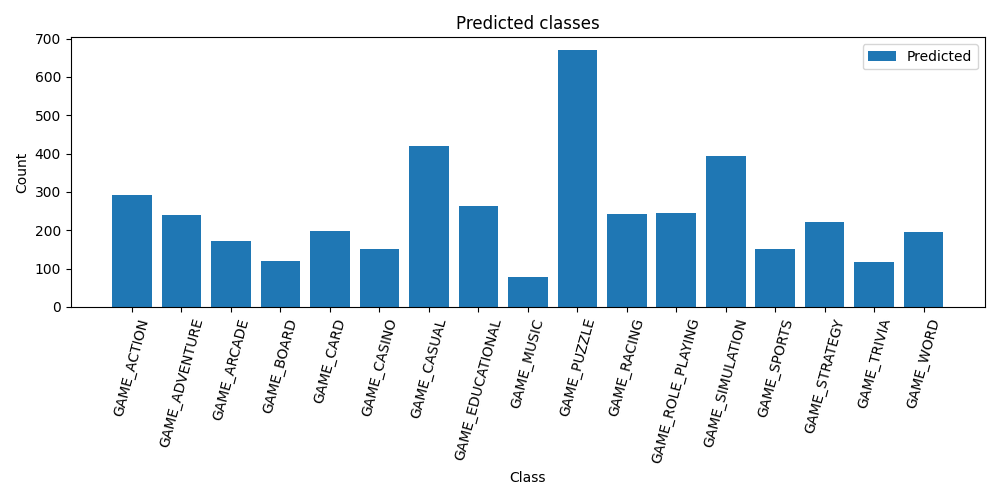 Predicted classes
Predicted
Count
700
600
500
400
300
200
100
0
GAME_ACTION
GAME_ADVENTURE
GAME_ARCADE
GAME_BOARD
GAME_CARD
GAME_CASINO
GAME_CASUAL
GAME_EDUCATIONAL
GAME_MUSIC
GAME_PUZZLE
GAME_RACING
GAME_ROLE_PLAYING
GAME_SIMULATION
GAME_SPORTS
GAME_STRATEGY
GAME_TRIVIA
GAME_WORD
Class